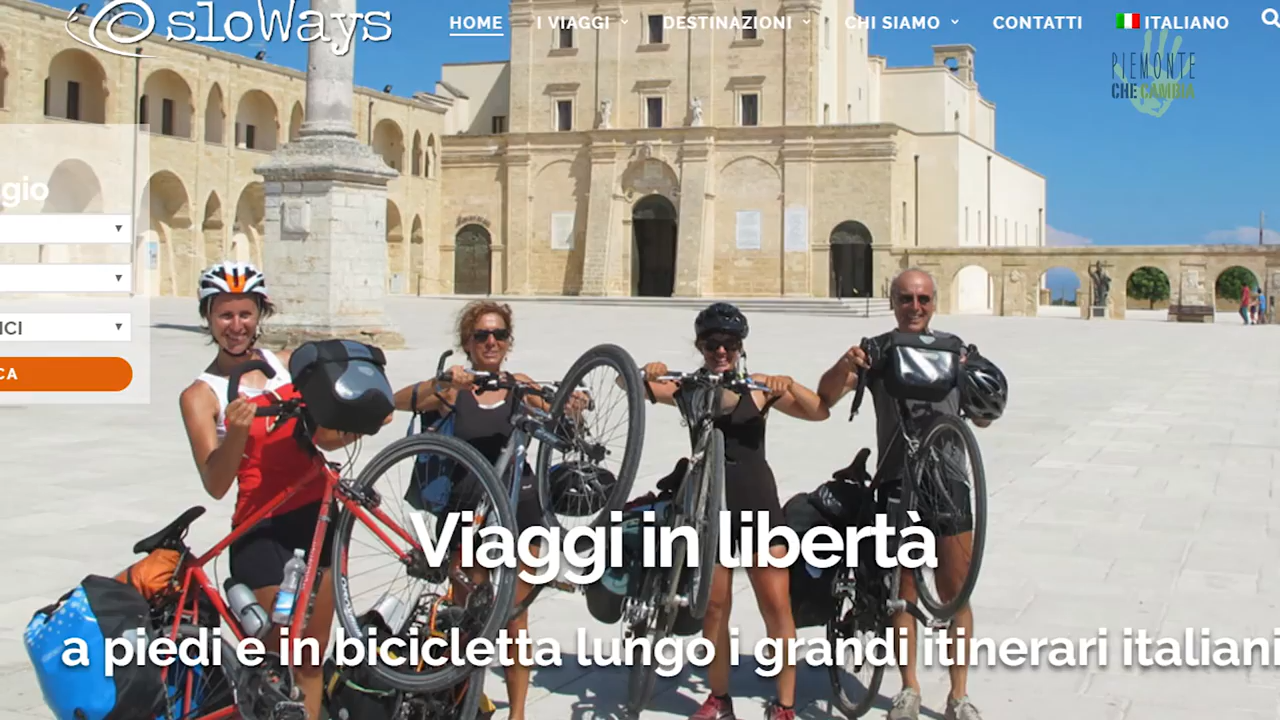 sloWays
HOME I VIAGGI DESTINAZIONI CHI SIAMO CONTATTI ITALIANO
PIEMONTE
CHE CAMBIA
gio
ICI
CA
Viaggi in libertà
a piedi e in bicicletta lungo i grandi itinerari italiani